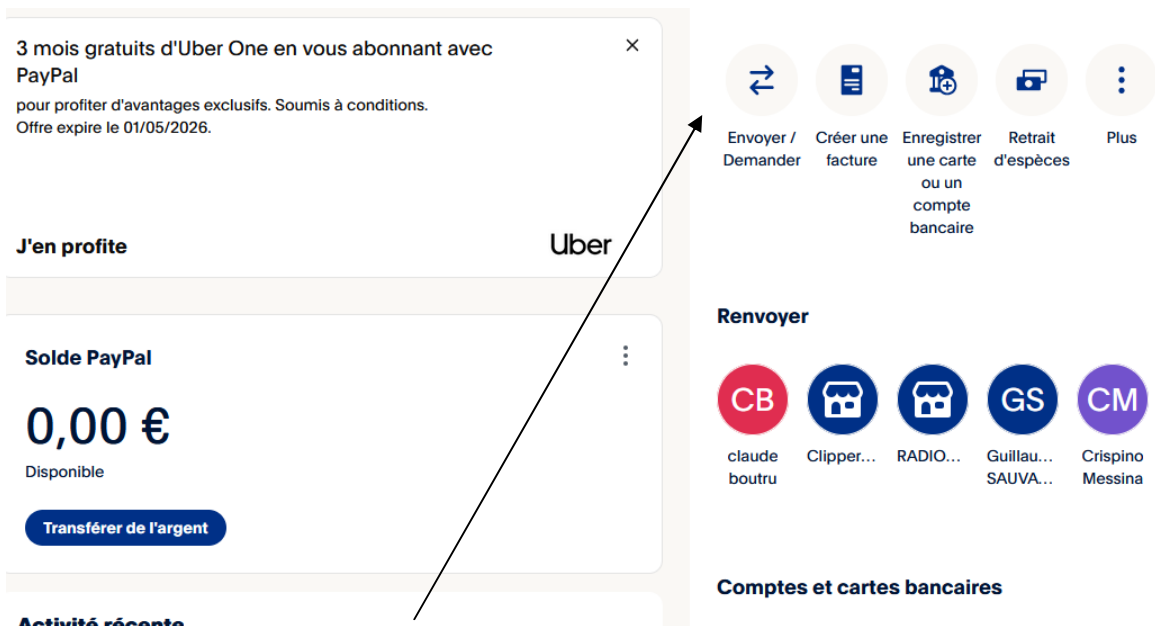 3 mois gratuits d'Uber One en vous abonnant avec
PayPal
pour profiter d'avantages exclusifs. Soumis à conditions.
Offre expire le 01/05/2026.
J'en profite
Uber
Solde PayPal
0,00 €
Disponible
Transférer de l'argent
Activité récente
Envoyer /
Demander
Créer une
facture
Enregistrer
une carte
ou un
compte
bancaire
Retrait
d'espèces
Plus
Renvoyer
CB
GS
CM
claude
boutru
Clipper...
RADIO...
Guillau...
SAUVA...
Crispino
Messina
Comptes et cartes bancaires